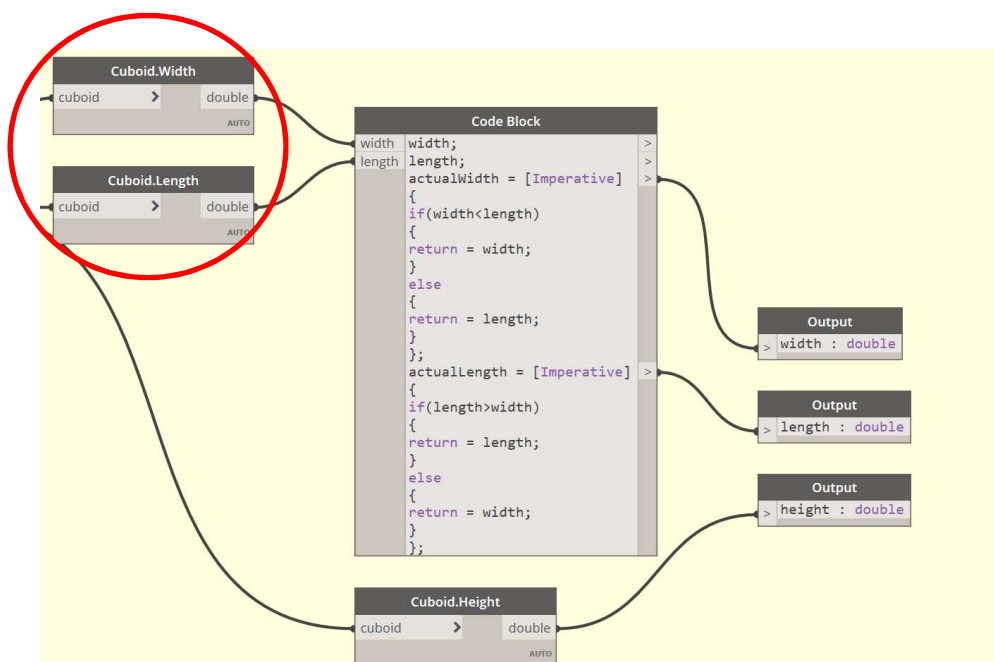 Cuboid.Width
cuboid > double
AUTO
Cuboid.Length
cuboid > double
AUTO
Code Block
width width; >
length length; >
actualWidth = [Imperative] >
{
if(width<length)
{
return = width;
}
else
{
return = length;
}
};
actualLength = [Imperative] >
{
if(length>width)
{
return = length;
}
else
{
return = width;
}
};
Output
> width : double
Output
> length : double
Output
> height : double
Cuboid.Height
cuboid > double
AUTO